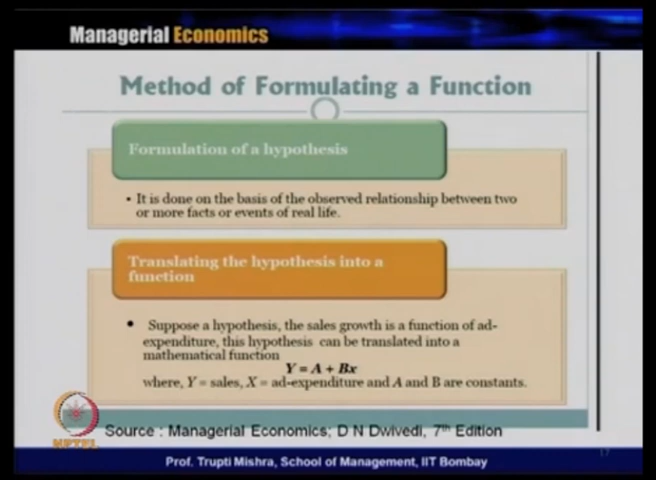 Managerial Economics
Method of Formulating a Function
Formulation of a hypothesis
• It is done on the basis of the observed relationship between two
or more facts or events of real life.
Translating the hypothesis into a
function
• Suppose a hypothesis, the sales growth is a function of ad-
expenditure, this hypothesis can be translated into a
mathematical function
Y = A + Bx
where, Y = sales, X = ad-expenditure and A and B are constants.
NPTEL
Source : Managerial Economics; D N Dwivedi, 7th Edition
17
Prof. Trupti Mishra, School of Management, IIT Bombay